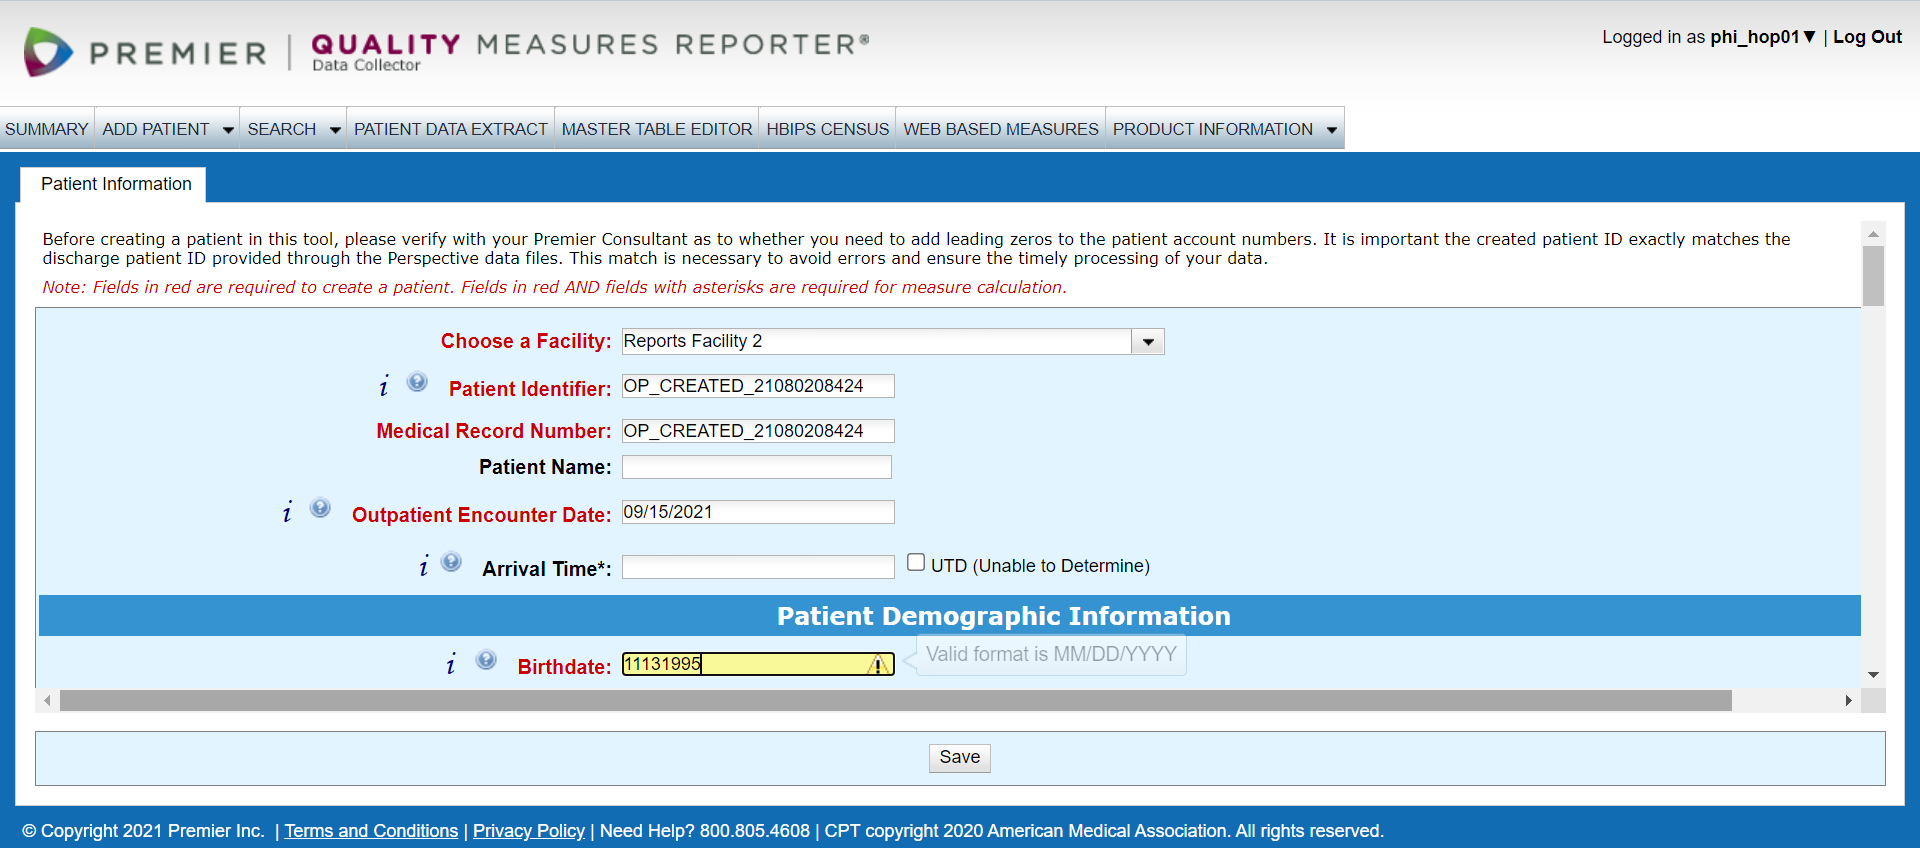 PREMIER | QUALITY MEASURES REPORTER®
Data Collector
Logged in as phi_hop01▼ | Log Out
SUMMARY ADD PATIENT SEARCH PATIENT DATA EXTRACT MASTER TABLE EDITOR HBIPS CENSUS WEB BASED MEASURES PRODUCT INFORMATION
Patient Information
Before creating a patient in this tool, please verify with your Premier Consultant as to whether you need to add leading zeros to the patient account numbers. It is important the created patient ID exactly matches the
discharge patient ID provided through the Perspective data files. This match is necessary to avoid errors and ensure the timely processing of your data.
Note: Fields in red are required to create a patient. Fields in red AND fields with asterisks are required for measure calculation.
Choose a Facility: Reports Facility 2
i ? Patient Identifier: OP_CREATED_21080208424
Medical Record Number: OP_CREATED_21080208424
Patient Name:
i ? Outpatient Encounter Date: 09/15/2021
i ? Arrival Time*: UTD (Unable to Determine)
Patient Demographic Information
i ? Birthdate: 11131995 Valid format is MM/DD/YYYY
Save
© Copyright 2021 Premier Inc. | Terms and Conditions | Privacy Policy | Need Help? 800.805.4608 | CPT copyright 2020 American Medical Association. All rights reserved.